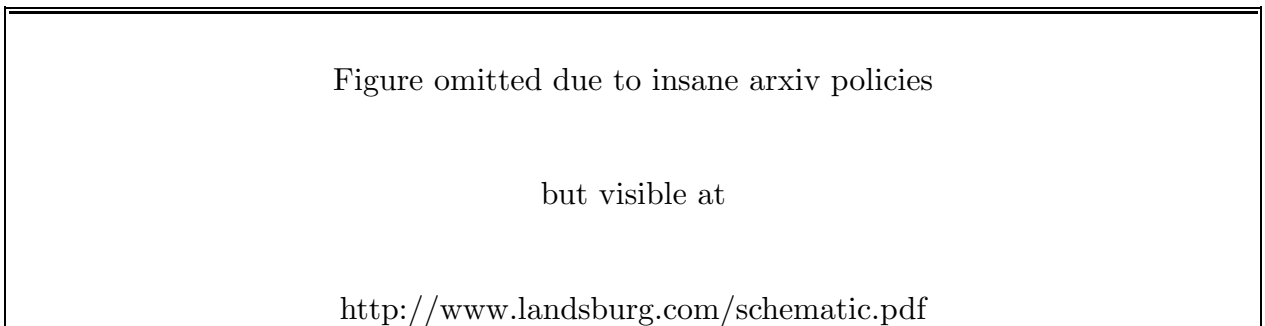 Figure omitted due to insane arxiv policies
but visible at
http://www.landsburg.com/schematic.pdf